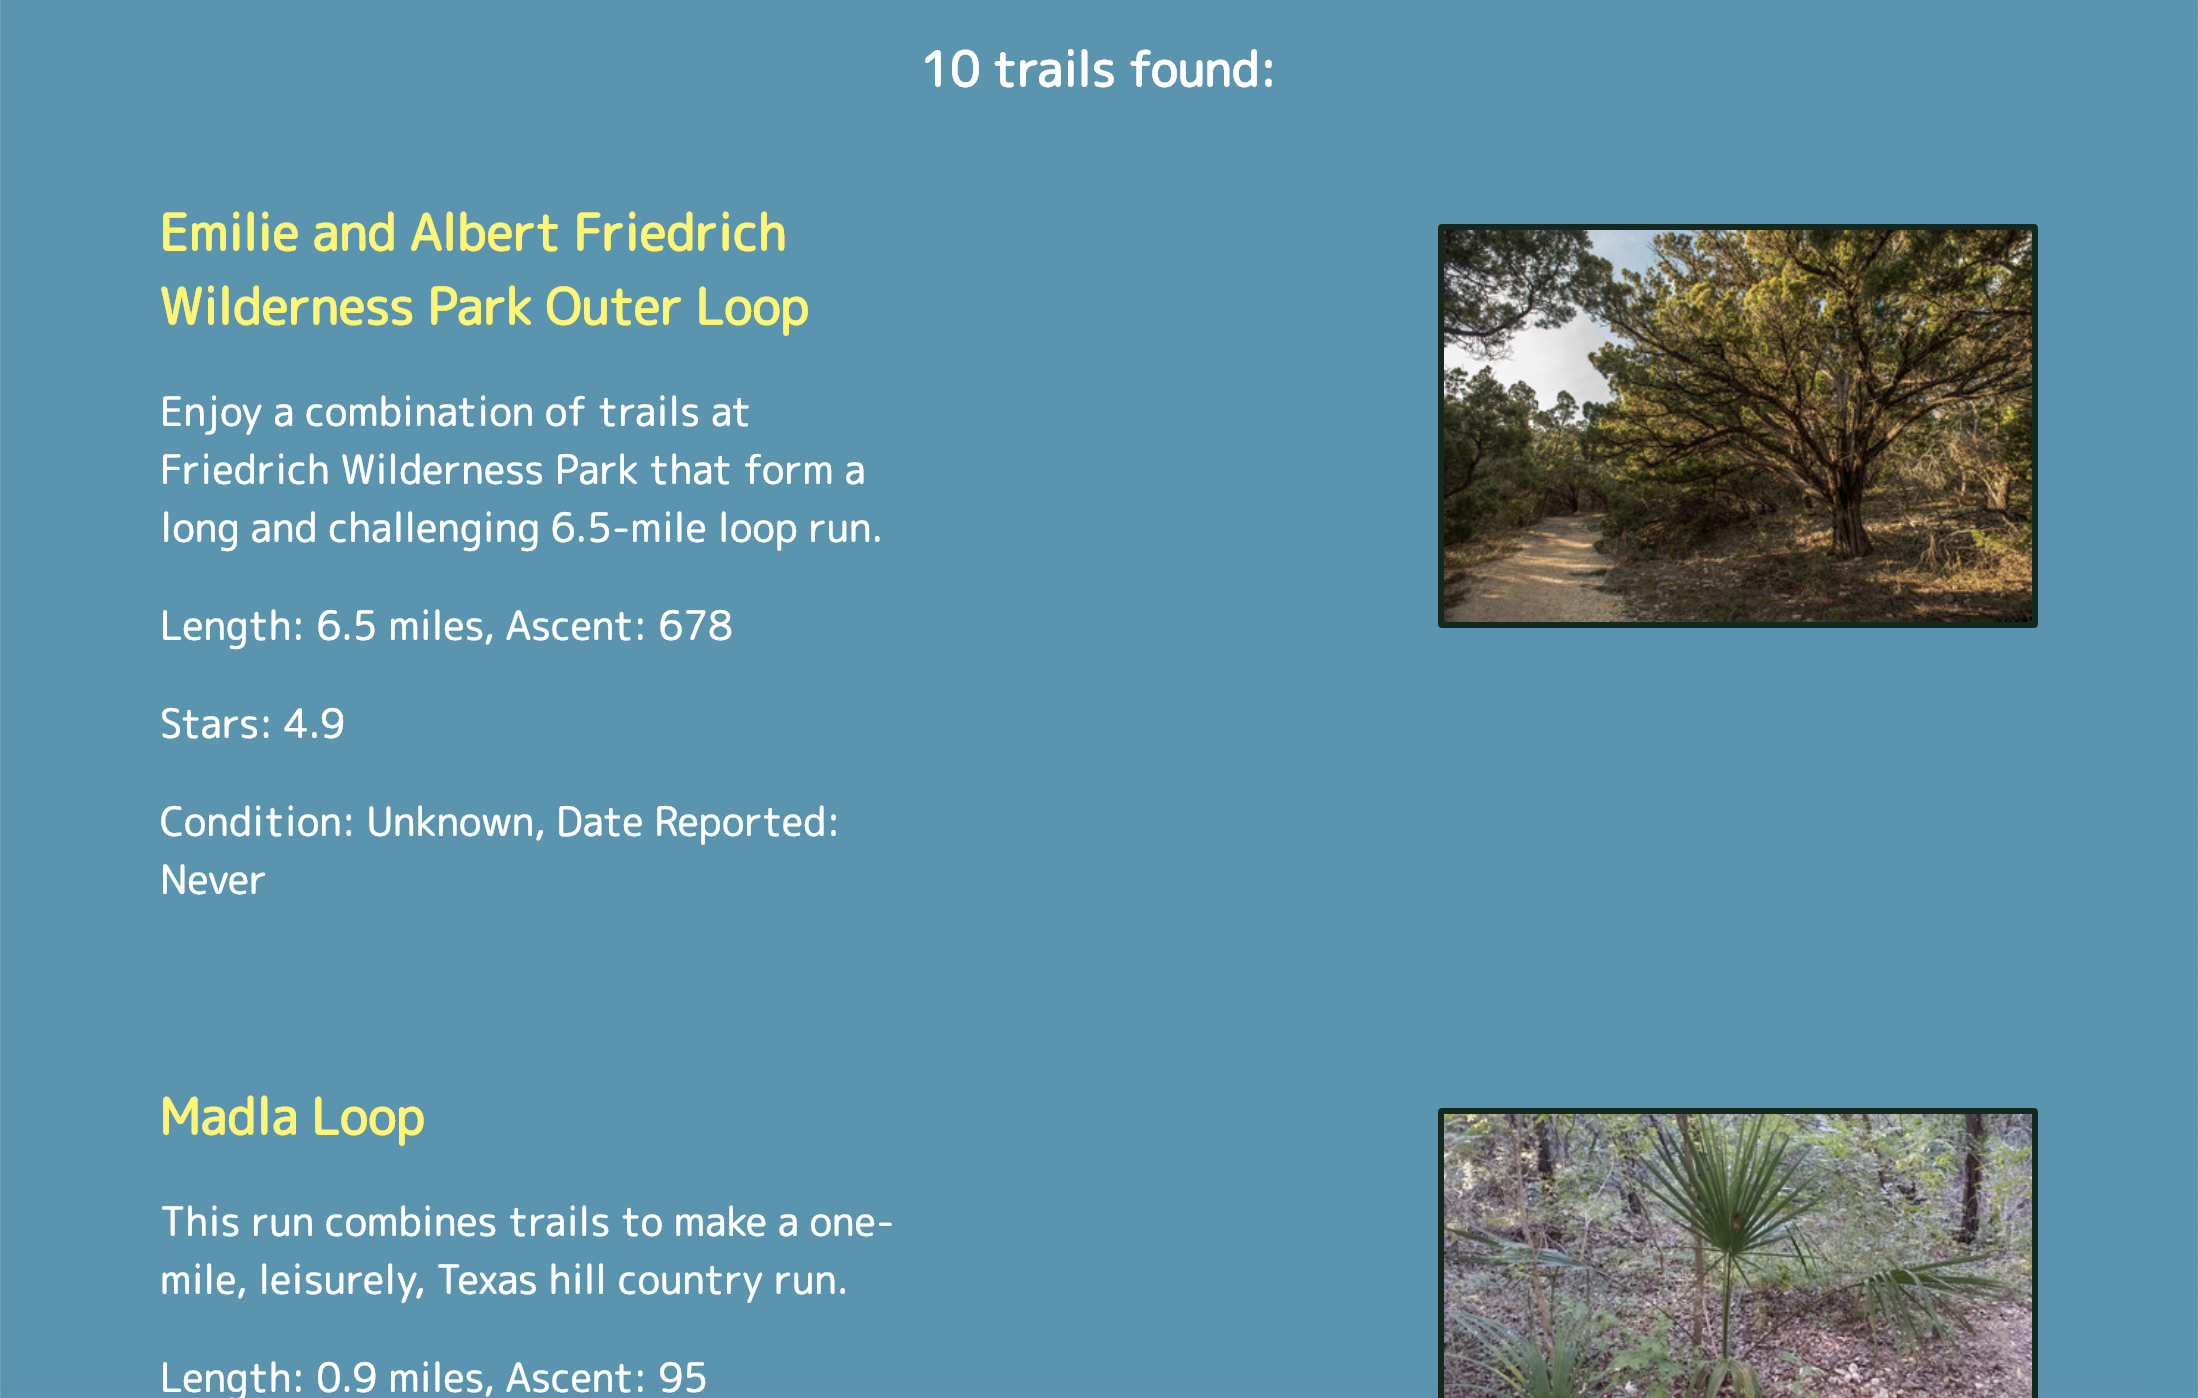 10 trails found:
Emilie and Albert Friedrich
Wilderness Park Outer Loop
Enjoy a combination of trails at
Friedrich Wilderness Park that form a
long and challenging 6.5-mile loop run.
Length: 6.5 miles, Ascent: 678
Stars: 4.9
Condition: Unknown, Date Reported:
Never
Madla Loop
This run combines trails to make a one-
mile, leisurely, Texas hill country run.
Length: 0.9 miles, Ascent: 95